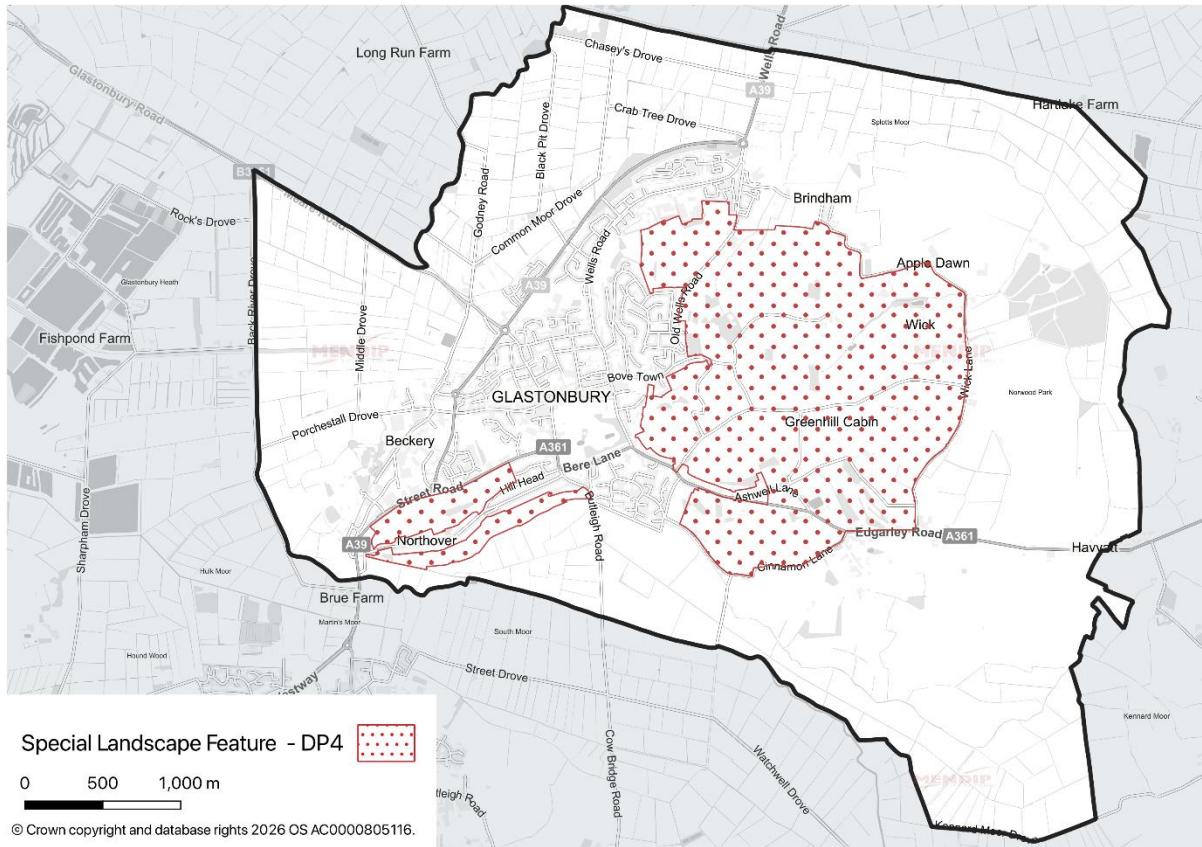 Long Run Farm
Chasey's Drove
Wells Road
Glastonbury Road
A39
Hartlake Farm
Crab Tree Drove
Splotts Moor
Black Pit Drove
Rock's Drove
Godney Road
Common Moor Drove
Brindham
Wells Road
Apple Dawn
Glastonbury Heath
A39
Old Wells Road
Back River Drove
Wick
Fishpond Farm
Middle Drove
MENDIP
MENDIP
Wick Lane
Bove Town
GLASTONBURY
Norwood Park
Porchestall Drove
Greenhill Cabin
Beckery
A361
Bere Lane
Street Road
Hill Head
Ashwell Lane
Butleigh Road
Sharpham Drove
Northover
A39
Edgarley Road
A361
Havyatt
Cinnamon Lane
Hulk Moor
Brue Farm
Martin's Moor
South Moor
Hound Wood
Street Drove
Kennard Moor
Cow Bridge Road
Watchwell Drove
MENDIP
Special Landscape Feature - DP4
0 500 1,000 m
© Crown copyright and database rights 2026 OS AC0000805116.